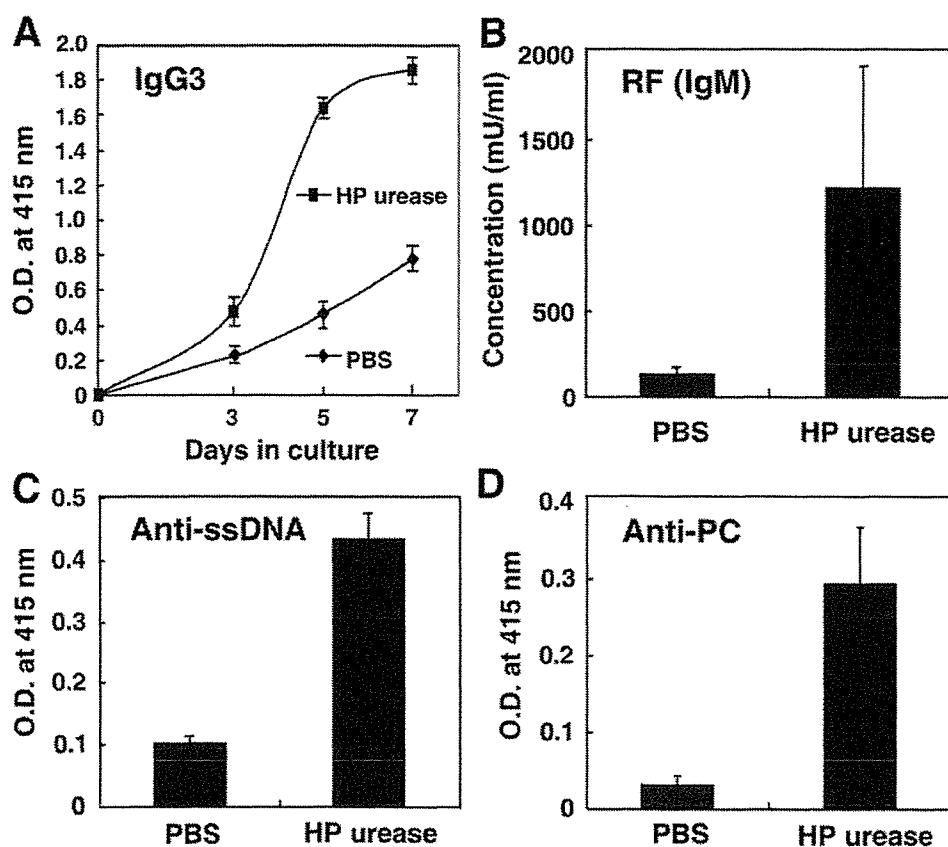 A
IgG3
O.D. at 415 nm
2.0
1.8
1.6
1.4
1.2
1.0
0.8
0.6
0.4
0.2
0
HP urease
PBS
0 3 5 7
Days in culture
B
RF (IgM)
Concentration (mU/ml)
2000
1500
1000
500
0
PBS HP urease
C
Anti-ssDNA
O.D. at 415 nm
0.5
0.4
0.3
0.2
0.1
0
PBS HP urease
D
Anti-PC
O.D. at 415 nm
0.4
0.3
0.2
0.1
0
PBS HP urease